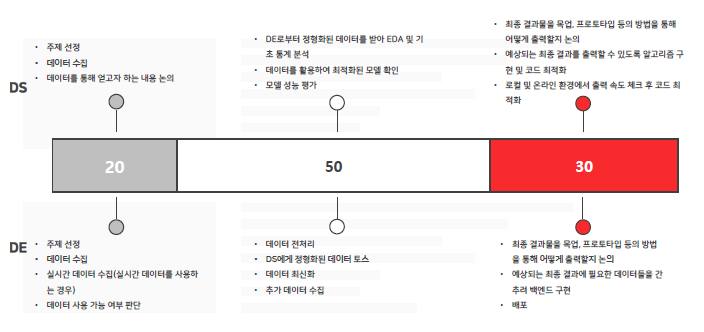 DS
• 주제 선정
• 데이터 수집
• 데이터를 통해 얻고자 하는 내용 논의
• DE로부터 정형화된 데이터를 받아 EDA 및 기
초 통계 분석
• 데이터를 활용하여 최적화된 모델 확인
• 모델 성능 평가
• 최종 결과물을 목업, 프로토타입 등의 방법을 통해
어떻게 출력할지 논의
• 예상되는 최종 결과를 출력할 수 있도록 알고리즘 구
현 및 코드 최적화
• 로컬 및 온라인 환경에서 출력 속도 체크 후 코드 최
적화
20
50
30
DE
• 주제 선정
• 데이터 수집
• 실시간 데이터 수집(실시간 데이터를 사용하
는 경우)
• 데이터 사용 가능 여부 판단
• 데이터 전처리
• DS에게 정형화된 데이터 토스
• 데이터 최신화
• 추가 데이터 수집
• 최종 결과물을 목업, 프로토타입 등의 방법
을 통해 어떻게 출력할지 논의
• 예상되는 최종 결과에 필요한 데이터들을 간
추려 백엔드 구현
• 배포